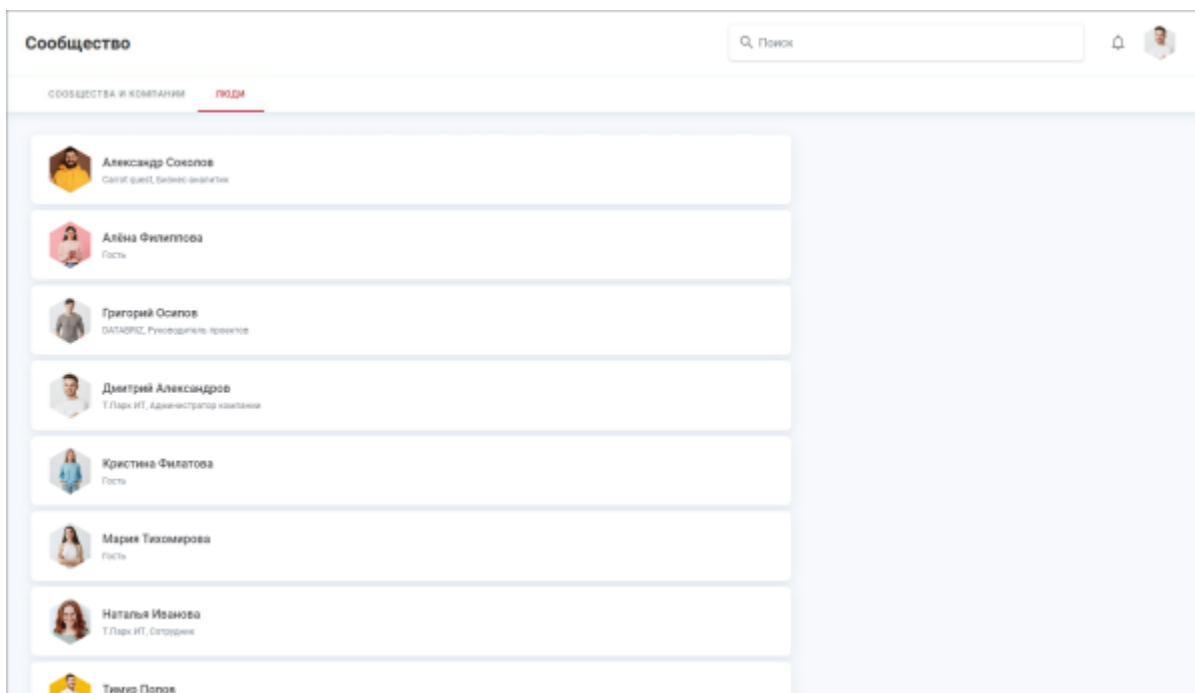 Сообщество
Поиск
СООБЩЕСТВА И КОМПАНИИ
ЛЮДИ
Александр Соколов
Carrot quest, Бизнес-аналитик
Алёна Филиппова
Гость
Григорий Осипов
DATABRIZ, Руководитель проектов
Дмитрий Александров
Т.Парк ИТ, Администратор компании
Кристина Филатова
Гость
Мария Тихомирова
Гость
Наталья Иванова
Т.Парк ИТ, Сотрудник
Тимур Попов